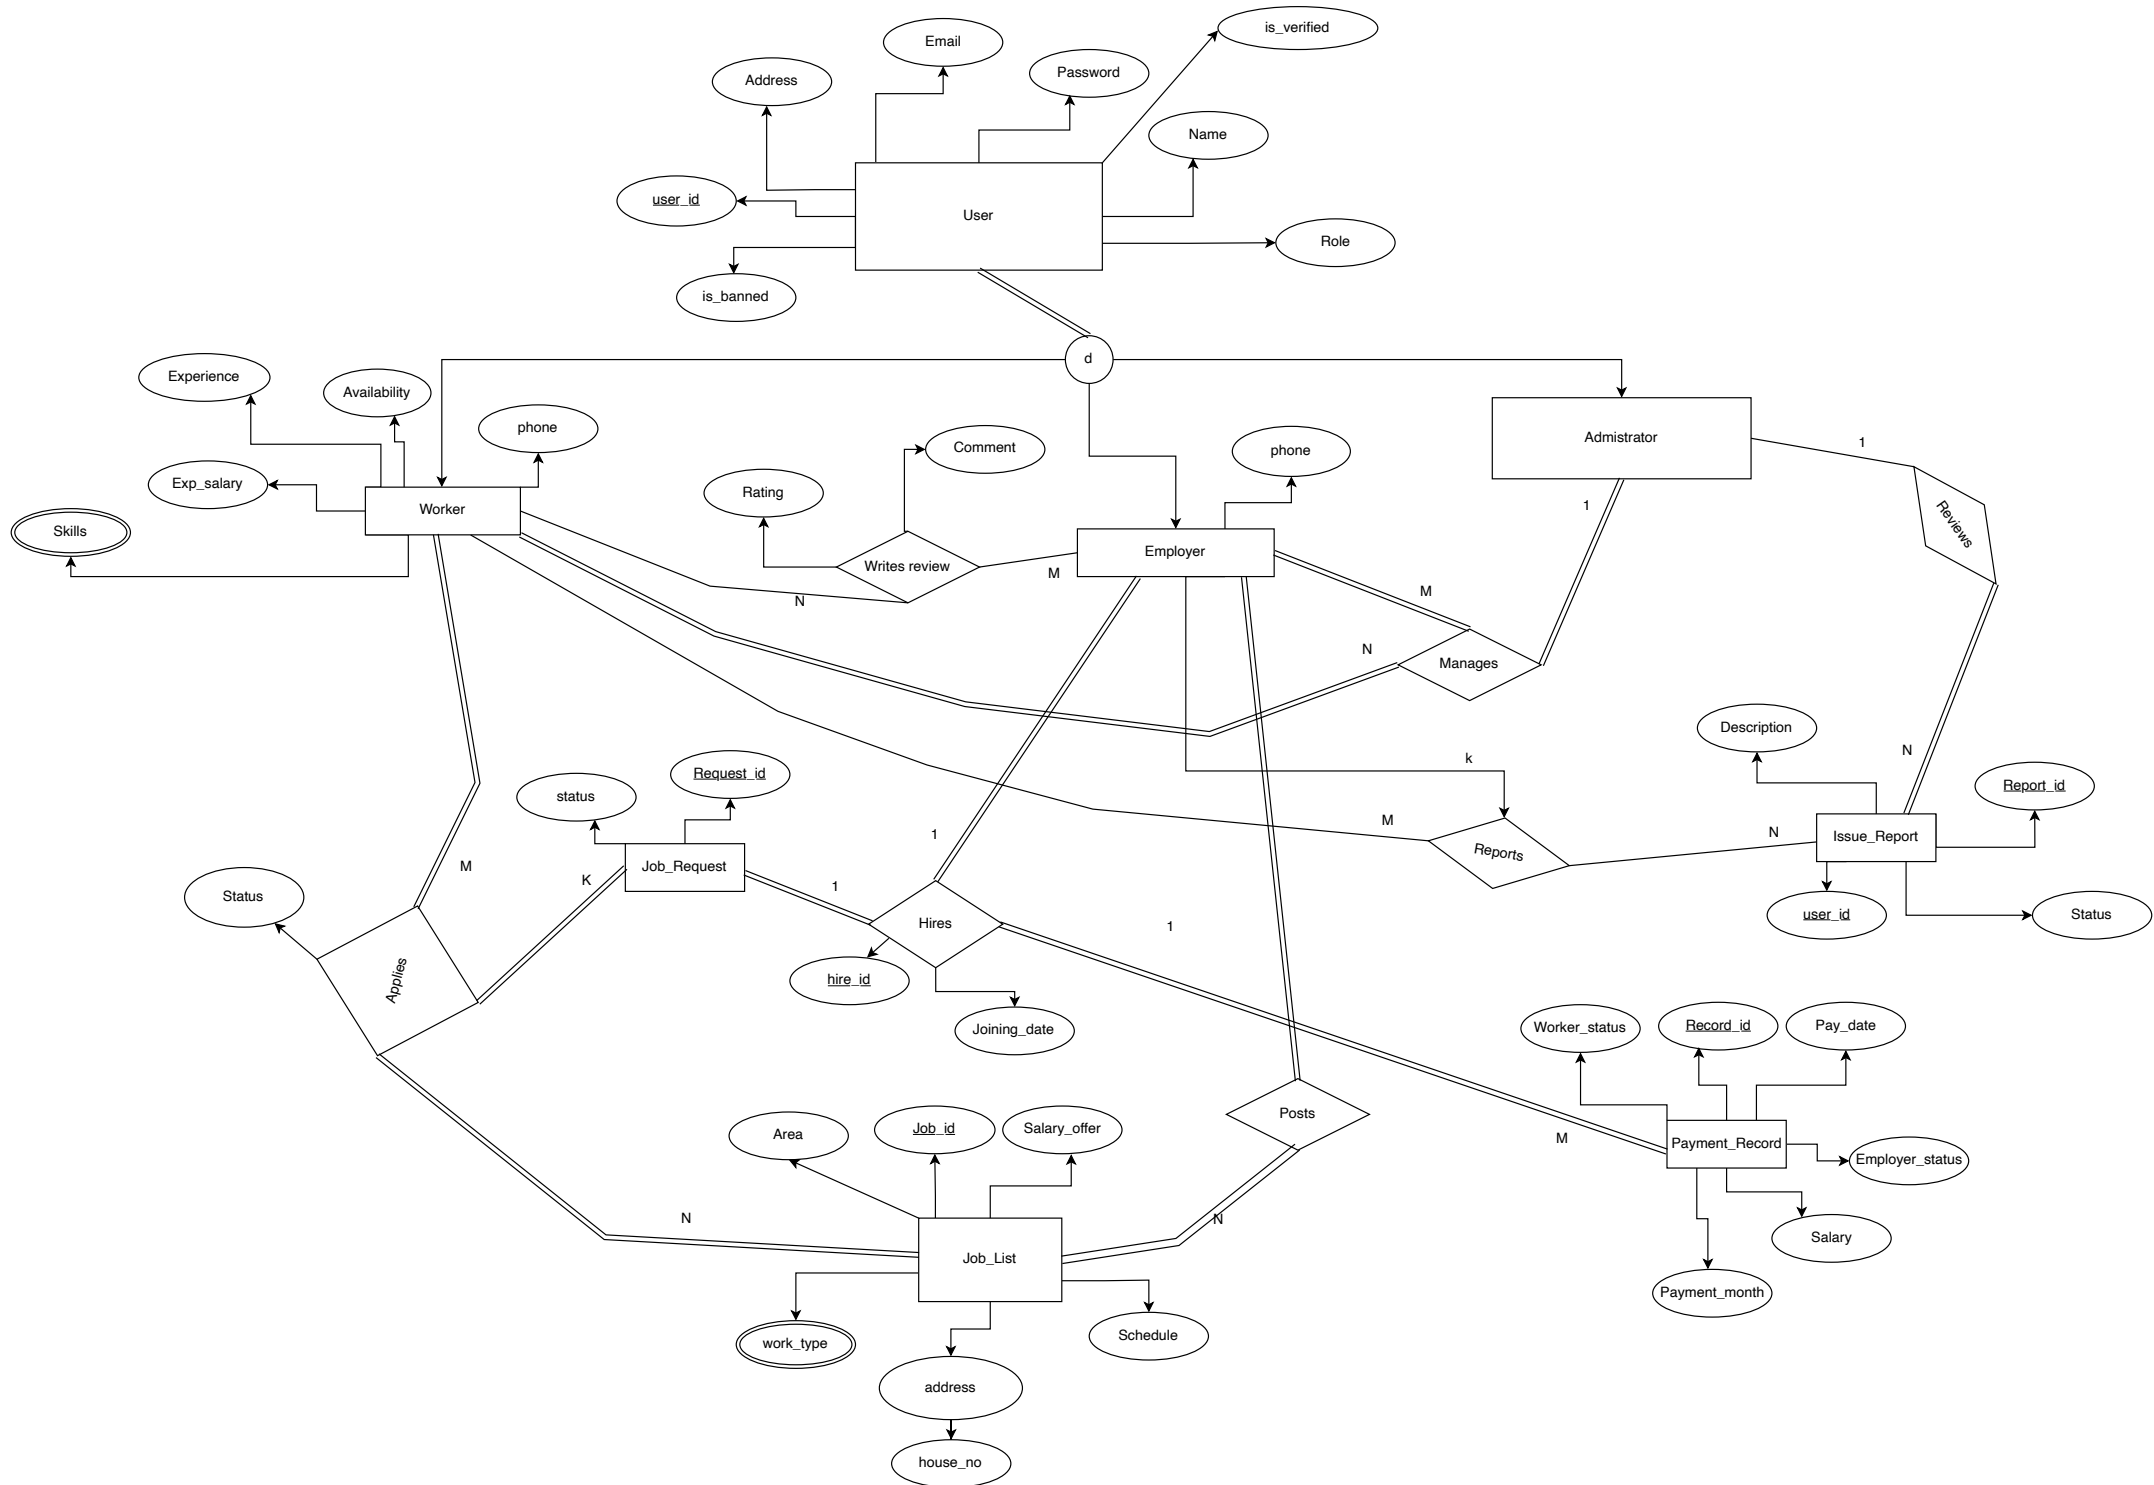 is_verified
Email
Password
Address
Name
user_id
User
Role
is_banned
d
Experience
Availability
phone
Comment
phone
Admistrator
1
Exp_salary
Rating
Skills
Worker
1
Reviews
Writes review
Employer
M
M
N
N
Manages
Description
N
k
Request_id
status
Report_id
M
N
1
Issue_Report
Reports
Job_Request
M
K
1
Status
Hires
1
user_id
Status
Applies
hire_id
Joining_date
Worker_status
Record_id
Pay_date
Posts
Area
Job_id
Salary_offer
M
Payment_Record
Employer_status
N
N
Salary
Job_List
Payment_month
work_type
Schedule
address
house_no